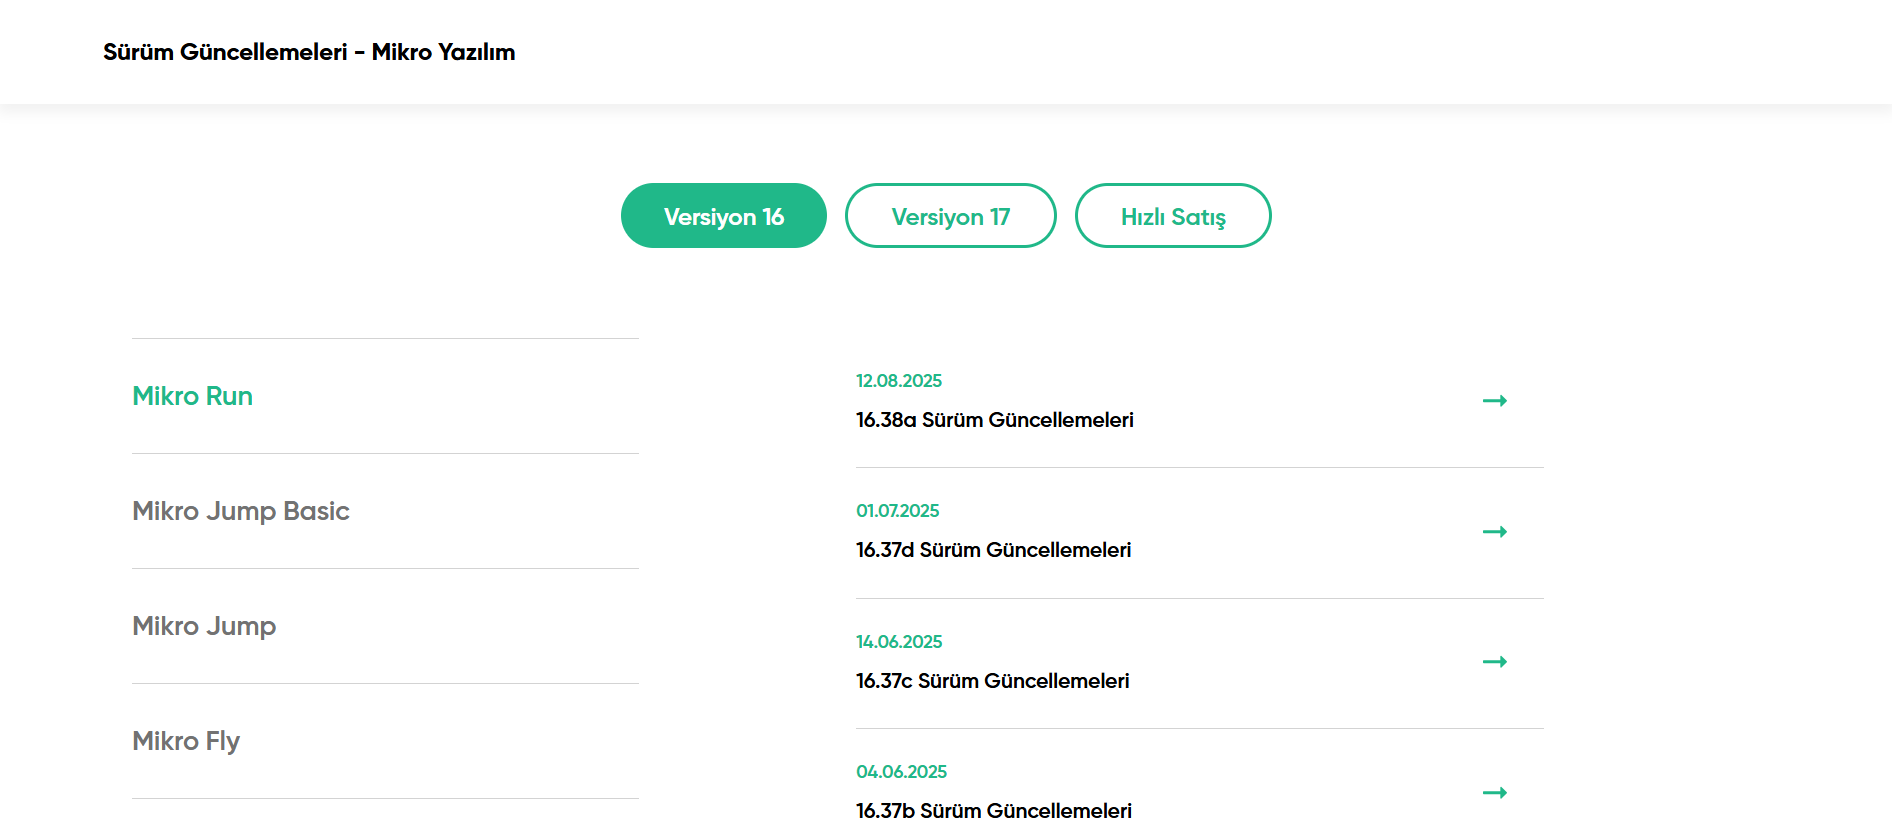 Sürüm Güncellemeleri - Mikro Yazılım
Versiyon 16
Versiyon 17
Hızlı Satış
Mikro Run
Mikro Jump Basic
Mikro Jump
Mikro Fly
12.08.2025
16.38a Sürüm Güncellemeleri
01.07.2025
16.37d Sürüm Güncellemeleri
14.06.2025
16.37c Sürüm Güncellemeleri
04.06.2025
16.37b Sürüm Güncellemeleri